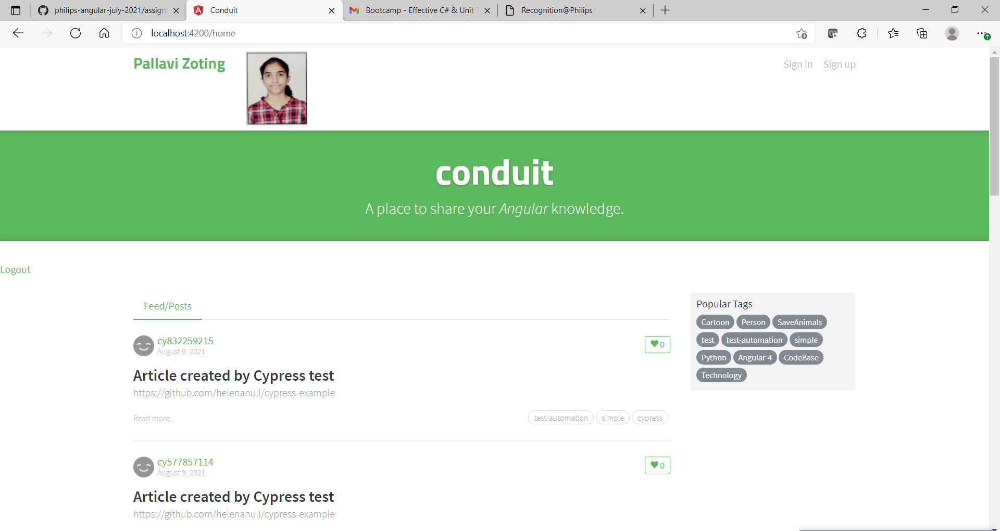 philips-angular-july-2021/assign
Conduit
Bootcamp - Effective C# & Unit T
Recognition@Philips
localhost:4200/home
Pallavi Zoting
Sign in
Sign up
conduit
A place to share your Angular knowledge.
Logout
Feed/Posts
Popular Tags
Cartoon Person SaveAnimals
test test-automation simple
Python Angular-4 CodeBase
Technology
cy832259215
August 9, 2021
0
Article created by Cypress test
https://github.com/helenanull/cypress-example
Read more...
test-automation simple cypress
cy577857114
August 9, 2021
0
Article created by Cypress test
https://github.com/helenanull/cypress-example